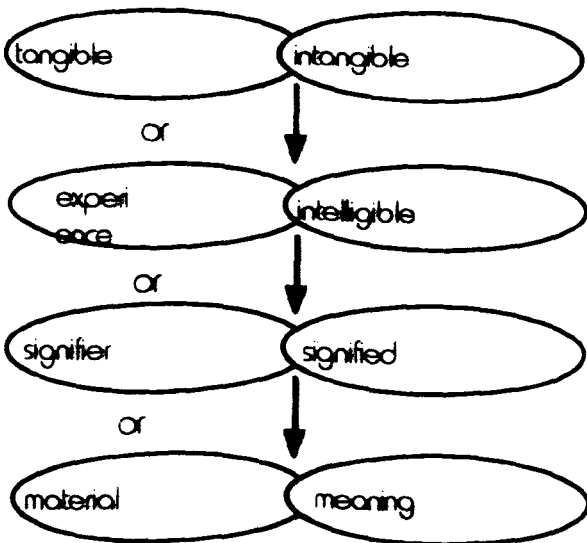 tangible intangible
or
experi intelligible
ence
or
signifier signified
or
material meaning